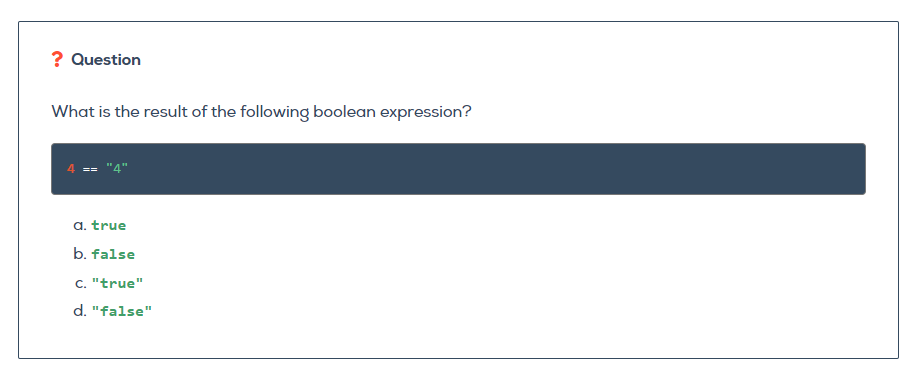 ? Question
What is the result of the following boolean expression?
4 == "4"
a. true
b. false
c. "true"
d. "false"